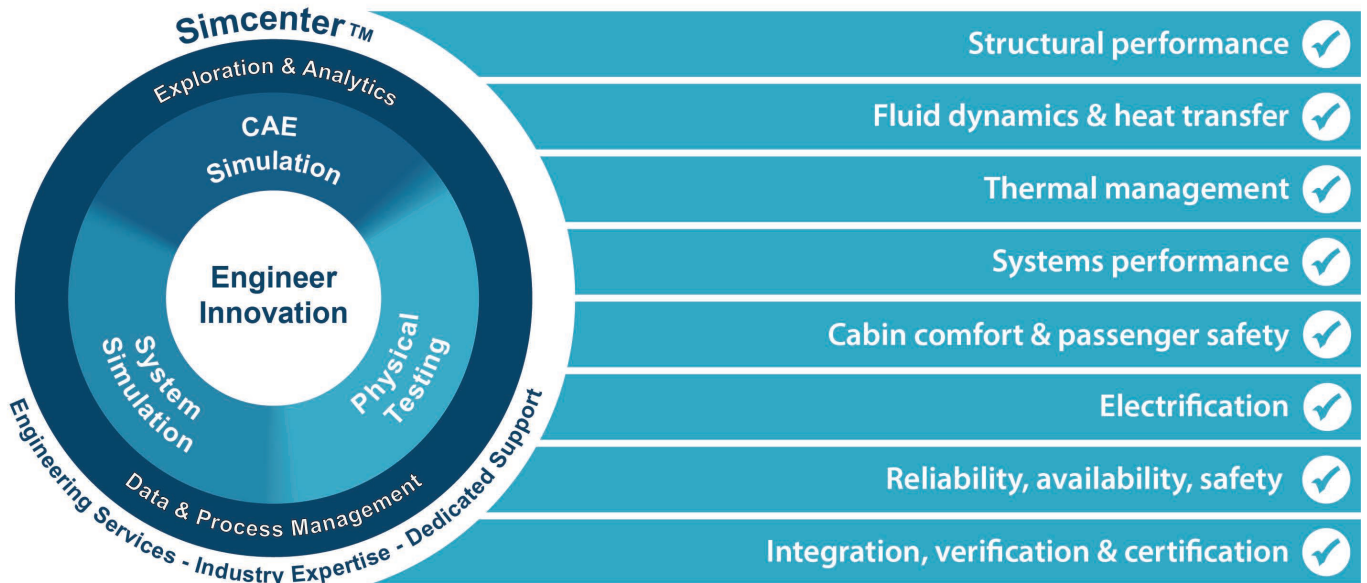 Simcenter™
Exploration & Analytics
CAE
Simulation
Engineer
Innovation
System
Simulation
Physical
Testing
Data & Process Management
Engineering Services - Industry Expertise - Dedicated Support
Structural performance
Fluid dynamics & heat transfer
Thermal management
Systems performance
Cabin comfort & passenger safety
Electrification
Reliability, availability, safety
Integration, verification & certification